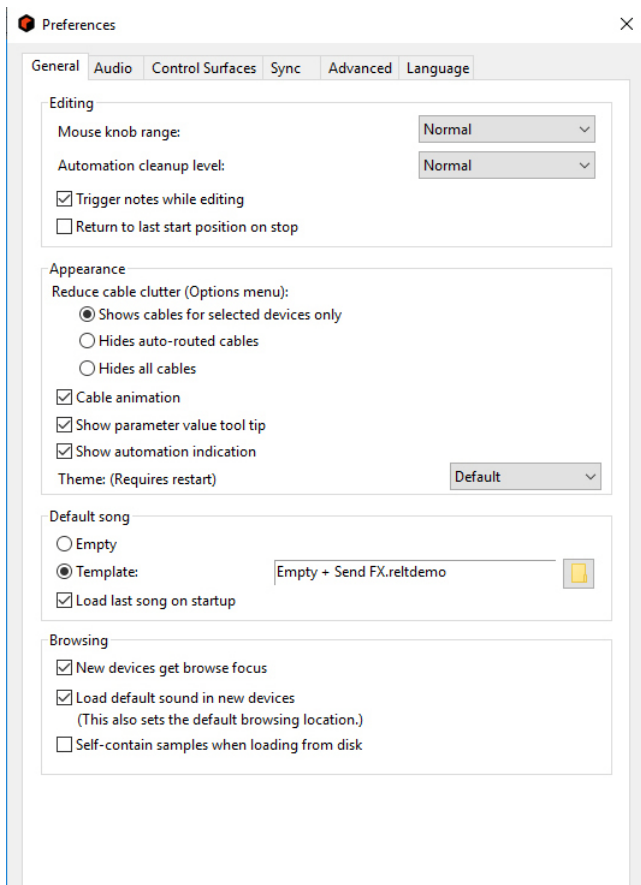 Preferences
General Audio Control Surfaces Sync Advanced Language
Editing
Mouse knob range: Normal
Automation cleanup level: Normal
Trigger notes while editing
Return to last start position on stop
Appearance
Reduce cable clutter (Options menu):
Shows cables for selected devices only
Hides auto-routed cables
Hides all cables
Cable animation
Show parameter value tool tip
Show automation indication
Theme: (Requires restart) Default
Default song
Empty
Template: Empty + Send FX.reltdemo
Load last song on startup
Browsing
New devices get browse focus
Load default sound in new devices
(This also sets the default browsing location.)
Self-contain samples when loading from disk